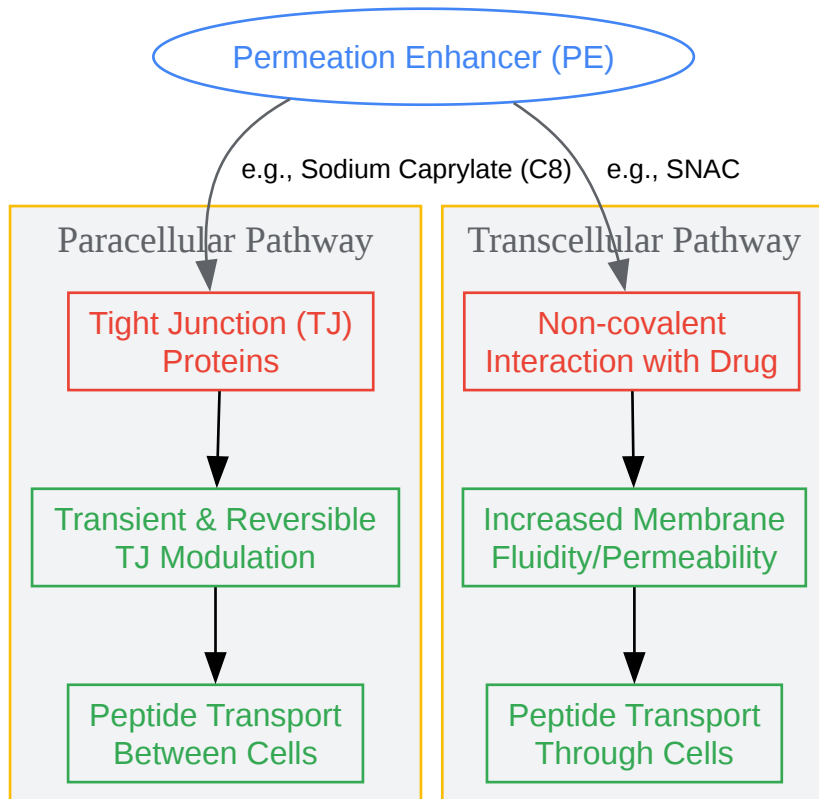 Permeation Enhancer (PE)
e.g., Sodium Caprylate (C8)
e.g., SNAC
Paracellular Pathway
Tight Junction (TJ)
Proteins
Transient & Reversible
TJ Modulation
Peptide Transport
Between Cells
Transcellular Pathway
Non-covalent
Interaction with Drug
Increased Membrane
Fluidity/Permeability
Peptide Transport
Through Cells